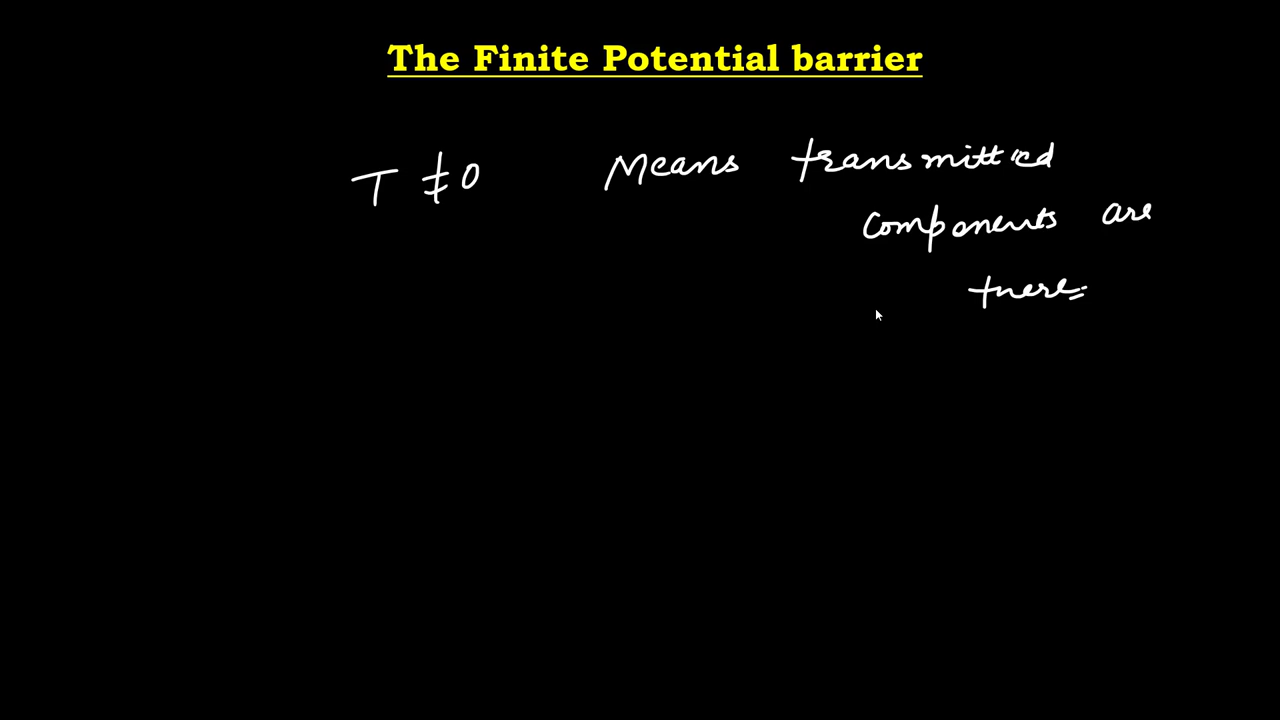 The Finite Potential barrier
T ≠ 0 Means transmitted
components are
there